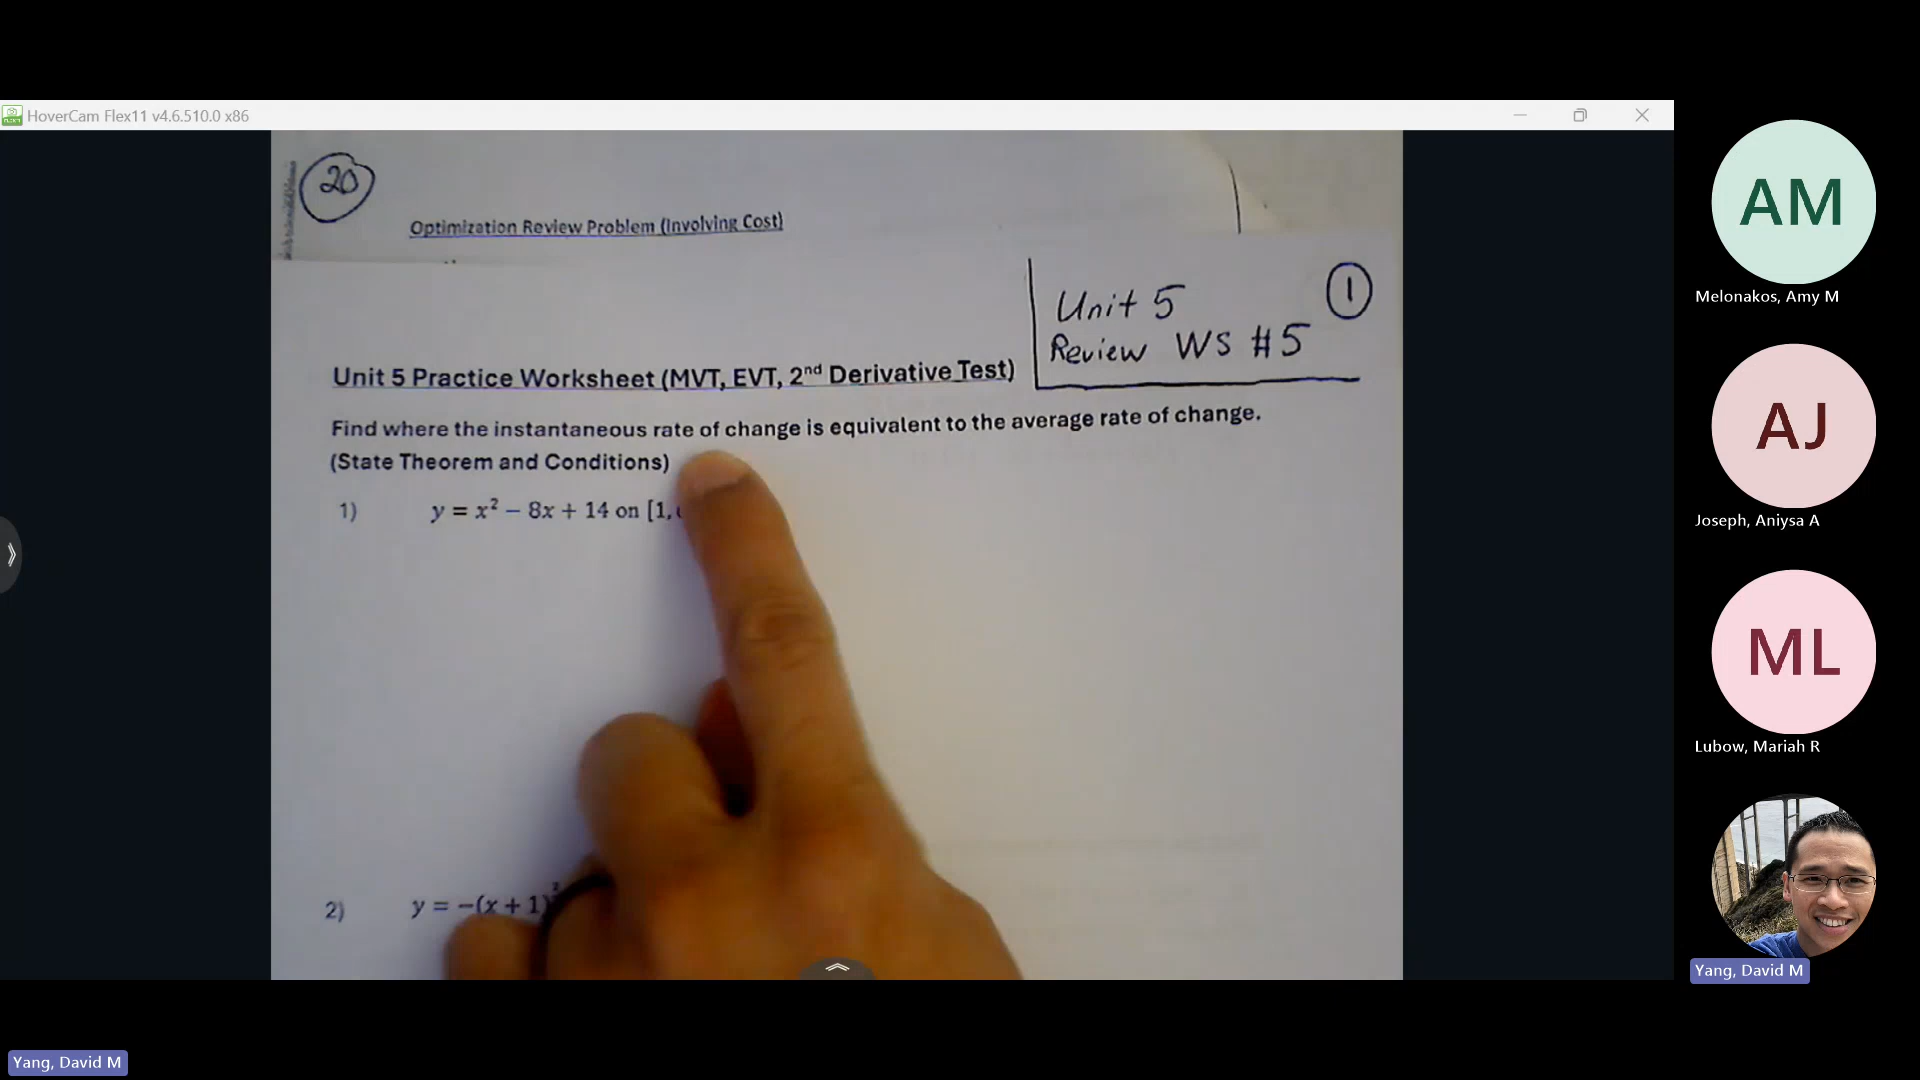 HoverCam Flex11 v4.6.510.0 x86
20
Optimization Review Problem (Involving Cost)
Unit 5
Review WS #5
1
Unit 5 Practice Worksheet (MVT, EVT, 2nd Derivative Test)
Find where the instantaneous rate of change is equivalent to the average rate of change.
(State Theorem and Conditions)
1) y = x² – 8x + 14 on [1,
2) y = –(x + 1)
AM
Melonakos, Amy M
AJ
Joseph, Aniysa A
ML
Lubow, Mariah R
Yang, David M
Yang, David M